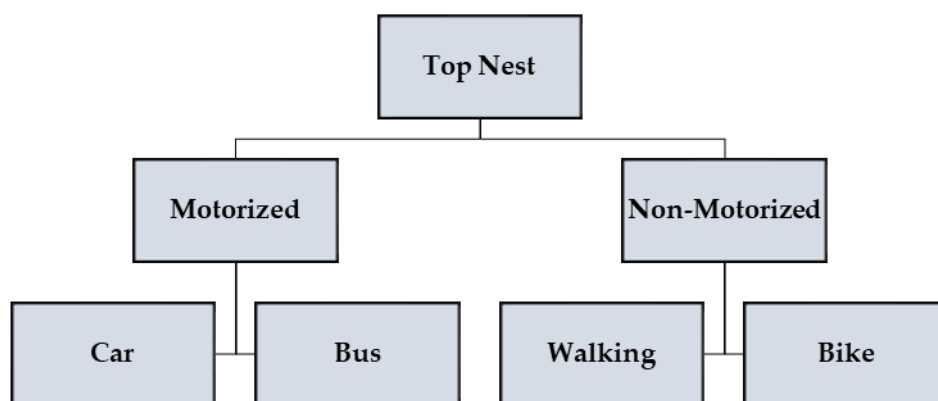 Top Nest
Motorized
Non-Motorized
Car
Bus
Walking
Bike